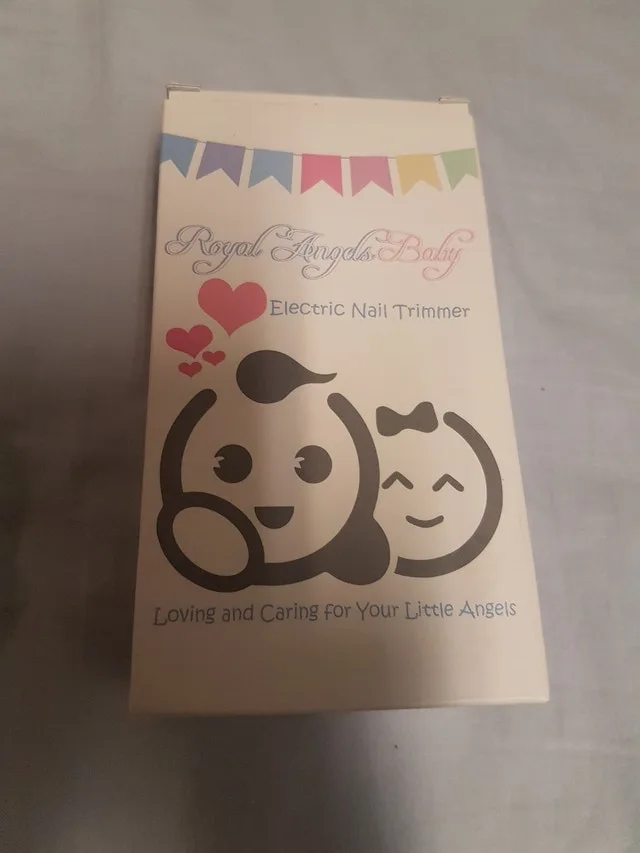 Royal Angels Baby
Electric Nail Trimmer
Loving and Caring for Your Little Angels